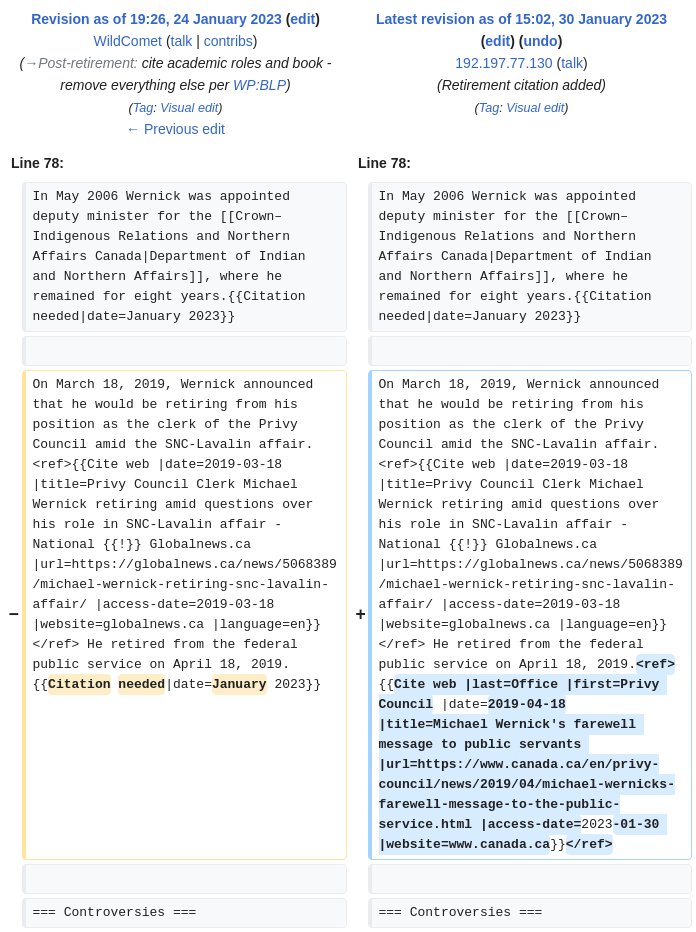 Revision as of 19:26, 24 January 2023 (edit)
WildComet (talk | contribs)
(→Post-retirement: cite academic roles and book -
remove everything else per WP:BLP)
(Tag: Visual edit)
← Previous edit
Latest revision as of 15:02, 30 January 2023
(edit) (undo)
192.197.77.130 (talk)
(Retirement citation added)
(Tag: Visual edit)
Line 78:
In May 2006 Wernick was appointed
deputy minister for the [[Crown–
Indigenous Relations and Northern
Affairs Canada|Department of Indian
and Northern Affairs]], where he
remained for eight years.{{Citation
needed|date=January 2023}}
Line 78:
In May 2006 Wernick was appointed
deputy minister for the [[Crown–
Indigenous Relations and Northern
Affairs Canada|Department of Indian
and Northern Affairs]], where he
remained for eight years.{{Citation
needed|date=January 2023}}
−
On March 18, 2019, Wernick announced
that he would be retiring from his
position as the clerk of the Privy
Council amid the SNC-Lavalin affair.
<ref>{{Cite web |date=2019-03-18
|title=Privy Council Clerk Michael
Wernick retiring amid questions over
his role in SNC-Lavalin affair -
National {{!}} Globalnews.ca
|url=https://globalnews.ca/news/5068389
/michael-wernick-retiring-snc-lavalin-
affair/ |access-date=2019-03-18
|website=globalnews.ca |language=en}}
</ref> He retired from the federal
public service on April 18, 2019.
{{Citation needed|date=January 2023}}
+
On March 18, 2019, Wernick announced
that he would be retiring from his
position as the clerk of the Privy
Council amid the SNC-Lavalin affair.
<ref>{{Cite web |date=2019-03-18
|title=Privy Council Clerk Michael
Wernick retiring amid questions over
his role in SNC-Lavalin affair -
National {{!}} Globalnews.ca
|url=https://globalnews.ca/news/5068389
/michael-wernick-retiring-snc-lavalin-
affair/ |access-date=2019-03-18
|website=globalnews.ca |language=en}}
</ref> He retired from the federal
public service on April 18, 2019.<ref>
{{Cite web |last=Office |first=Privy
Council |date=2019-04-18
|title=Michael Wernick's farewell
message to public servants
|url=https://www.canada.ca/en/privy-
council/news/2019/04/michael-wernicks-
farewell-message-to-the-public-
service.html |access-date=2023-01-30
|website=www.canada.ca}}</ref>
=== Controversies ===
=== Controversies ===